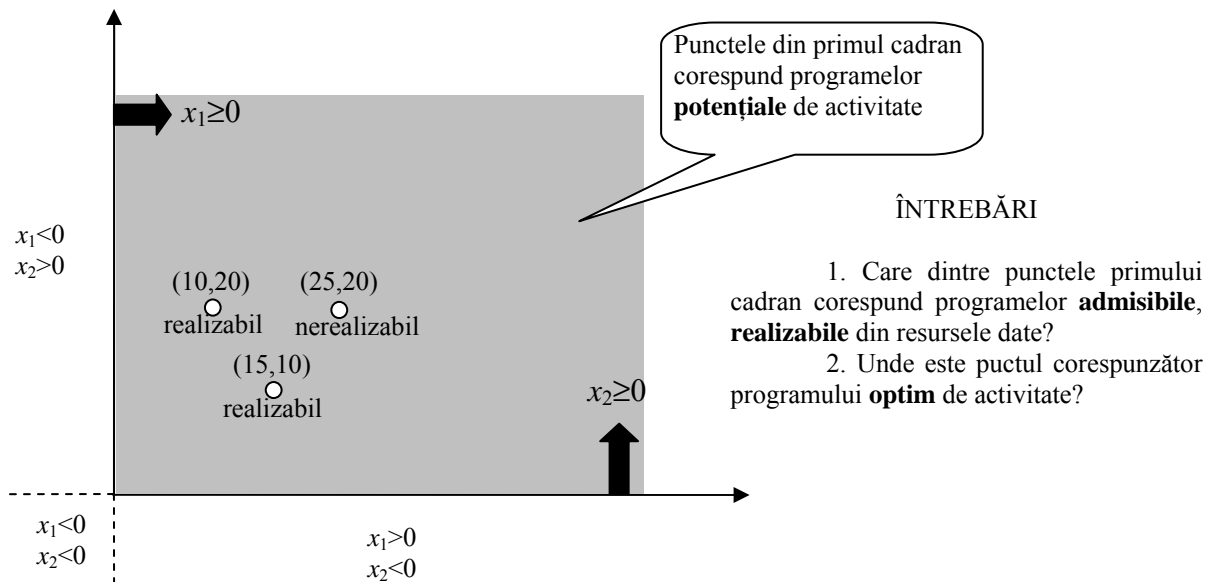 Punctele din primul cadran
corespund programelor
potențiale de activitate
x1≥0
ÎNTREBĂRI
x1<0
x2>0
1. Care dintre punctele primului
cadran corespund programelor admisibile,
realizabile din resursele date?
2. Unde este puctul corespunzător
programului optim de activitate?
(10,20)
realizabil
(25,20)
nerealizabil
(15,10)
realizabil
x2≥0
x1<0
x2<0
x1>0
x2<0